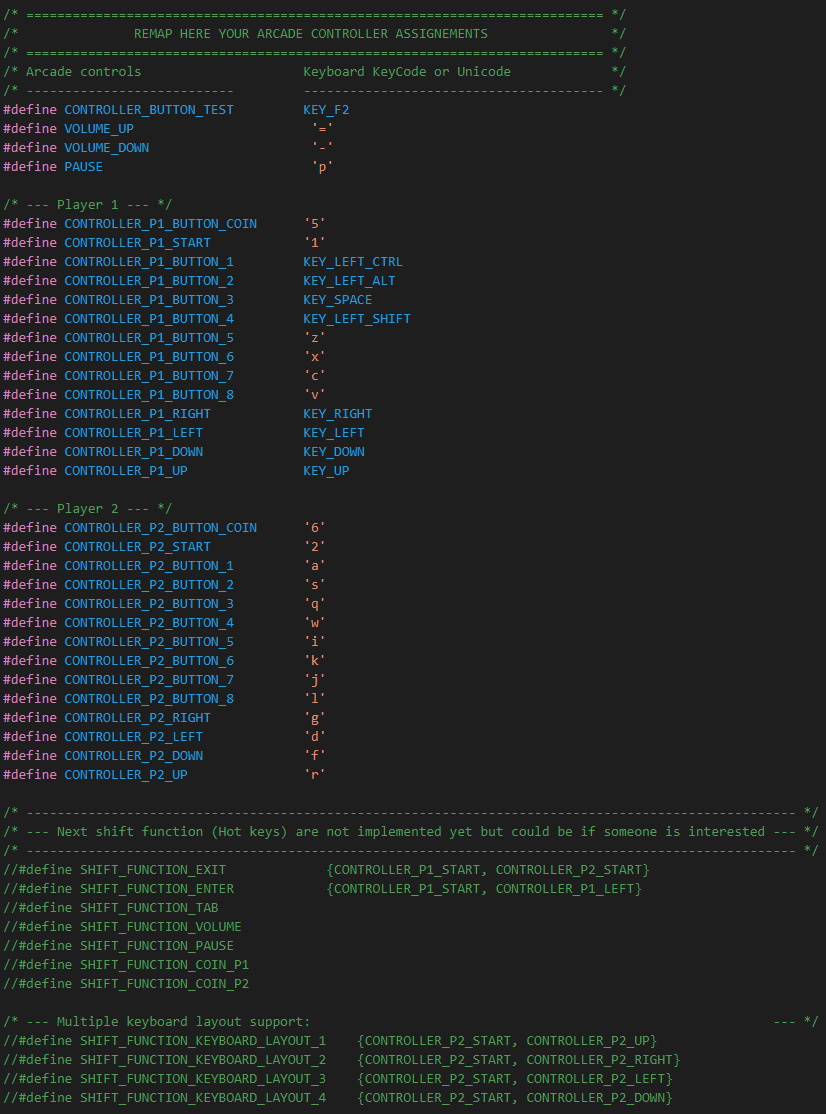 /* =========================================================================== */
/*               REMAP HERE YOUR ARCADE CONTROLLER ASSIGNEMENTS                */
/* =========================================================================== */
/* Arcade controls                     Keyboard KeyCode or Unicode             */
/* ---------------------------         --------------------------------------- */
#define CONTROLLER_BUTTON_TEST         KEY_F2
#define VOLUME_UP                       '='
#define VOLUME_DOWN                     '-'
#define PAUSE                           'p'

/* --- Player 1 --- */
#define CONTROLLER_P1_BUTTON_COIN      '5'
#define CONTROLLER_P1_START            '1'
#define CONTROLLER_P1_BUTTON_1         KEY_LEFT_CTRL
#define CONTROLLER_P1_BUTTON_2         KEY_LEFT_ALT
#define CONTROLLER_P1_BUTTON_3         KEY_SPACE
#define CONTROLLER_P1_BUTTON_4         KEY_LEFT_SHIFT
#define CONTROLLER_P1_BUTTON_5         'z'
#define CONTROLLER_P1_BUTTON_6         'x'
#define CONTROLLER_P1_BUTTON_7         'c'
#define CONTROLLER_P1_BUTTON_8         'v'
#define CONTROLLER_P1_RIGHT            KEY_RIGHT
#define CONTROLLER_P1_LEFT             KEY_LEFT
#define CONTROLLER_P1_DOWN             KEY_DOWN
#define CONTROLLER_P1_UP               KEY_UP

/* --- Player 2 --- */
#define CONTROLLER_P2_BUTTON_COIN      '6'
#define CONTROLLER_P2_START            '2'
#define CONTROLLER_P2_BUTTON_1         'a'
#define CONTROLLER_P2_BUTTON_2         's'
#define CONTROLLER_P2_BUTTON_3         'q'
#define CONTROLLER_P2_BUTTON_4         'w'
#define CONTROLLER_P2_BUTTON_5         'i'
#define CONTROLLER_P2_BUTTON_6         'k'
#define CONTROLLER_P2_BUTTON_7         'j'
#define CONTROLLER_P2_BUTTON_8         'l'
#define CONTROLLER_P2_RIGHT            'g'
#define CONTROLLER_P2_LEFT             'd'
#define CONTROLLER_P2_DOWN             'f'
#define CONTROLLER_P2_UP               'r'

/* ---------------------------------------------------------------------------------------------------- */
/* --- Next shift function (Hot keys) are not implemented yet but could be if someone is interested --- */
/* ---------------------------------------------------------------------------------------------------- */
//#define SHIFT_FUNCTION_EXIT             {CONTROLLER_P1_START, CONTROLLER_P2_START}
//#define SHIFT_FUNCTION_ENTER            {CONTROLLER_P1_START, CONTROLLER_P1_LEFT}
//#define SHIFT_FUNCTION_TAB
//#define SHIFT_FUNCTION_VOLUME
//#define SHIFT_FUNCTION_PAUSE
//#define SHIFT_FUNCTION_COIN_P1
//#define SHIFT_FUNCTION_COIN_P2

/* --- Multiple keyboard layout support:                                                            --- */
//#define SHIFT_FUNCTION_KEYBOARD_LAYOUT_1    {CONTROLLER_P2_START, CONTROLLER_P2_UP}
//#define SHIFT_FUNCTION_KEYBOARD_LAYOUT_2    {CONTROLLER_P2_START, CONTROLLER_P2_RIGHT}
//#define SHIFT_FUNCTION_KEYBOARD_LAYOUT_3    {CONTROLLER_P2_START, CONTROLLER_P2_LEFT}
//#define SHIFT_FUNCTION_KEYBOARD_LAYOUT_4    {CONTROLLER_P2_START, CONTROLLER_P2_DOWN}